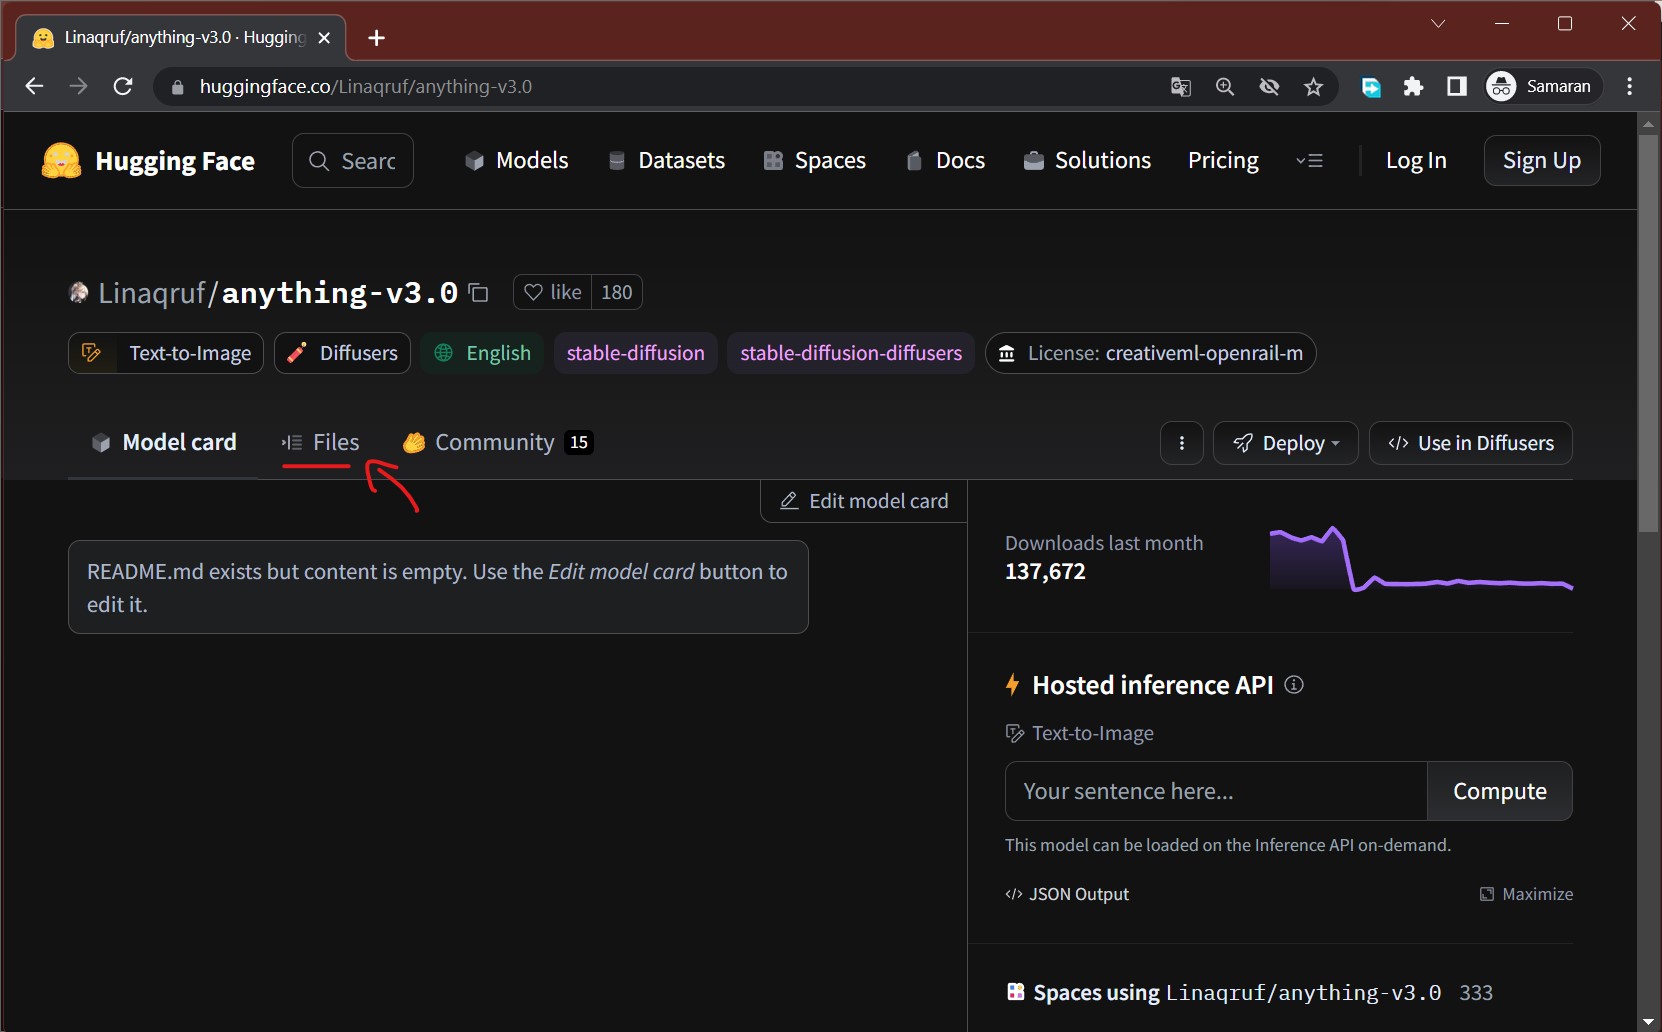 Linaqruf/anything-v3.0 · Hugging
huggingface.co/Linaqruf/anything-v3.0
Samaran
Hugging Face
Searc
Models
Datasets
Spaces
Docs
Solutions
Pricing
Log In
Sign Up
Linaqruf/anything-v3.0
like 180
Text-to-Image
Diffusers
English
stable-diffusion
stable-diffusion-diffusers
License: creativeml-openrail-m
Model card
Files
Community 15
Deploy
</> Use in Diffusers
Edit model card
README.md exists but content is empty. Use the Edit model card button to
edit it.
Downloads last month
137,672
Hosted inference API
Text-to-Image
Your sentence here...
Compute
This model can be loaded on the Inference API on-demand.
</> JSON Output
Maximize
Spaces using Linaqruf/anything-v3.0 333